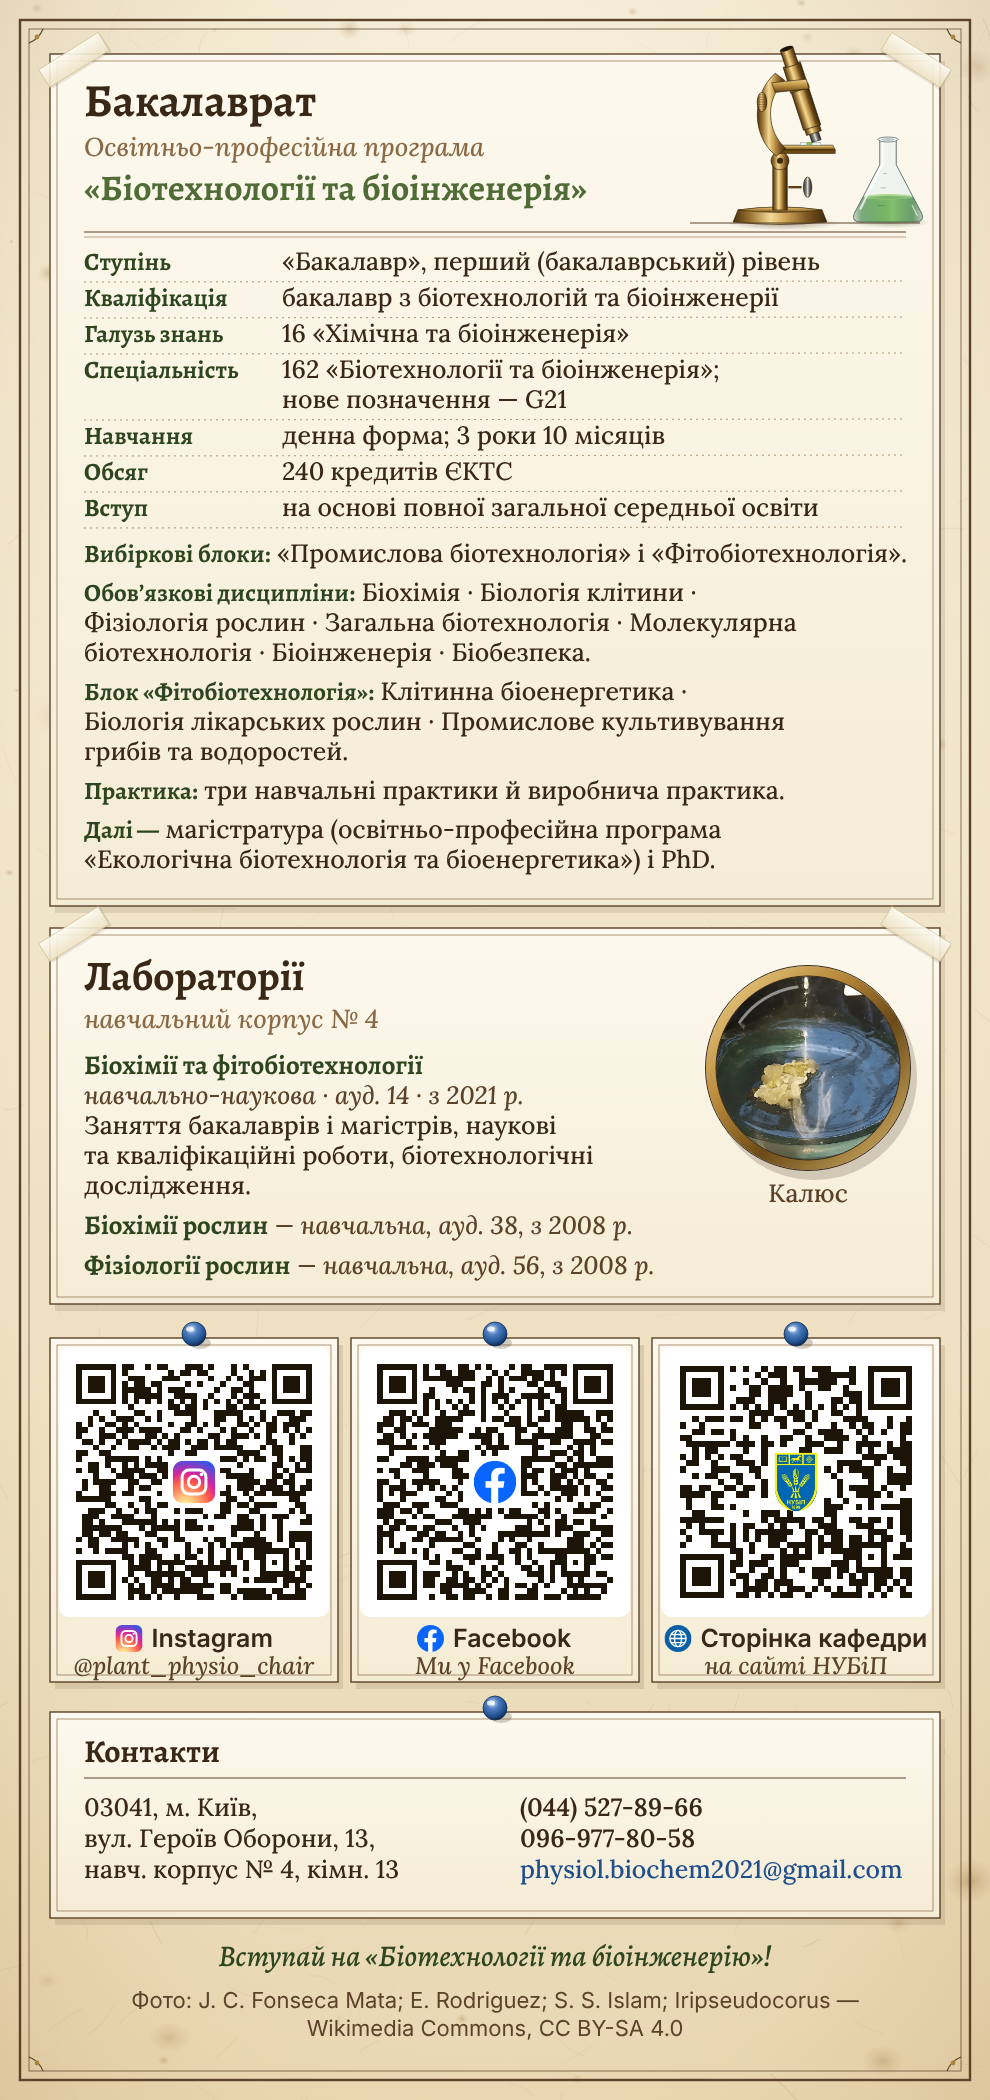 Бакалаврат
Освітньо-професійна програма
«Біотехнології та біоінженерія»
Ступінь «Бакалавр», перший (бакалаврський) рівень
Кваліфікація бакалавр з біотехнологій та біоінженерії
Галузь знань 16 «Хімічна та біоінженерія»
Спеціальність 162 «Біотехнології та біоінженерія»;
нове позначення — G21
Навчання денна форма; 3 роки 10 місяців
Обсяг 240 кредитів ЄКТС
Вступ на основі повної загальної середньої освіти
Вибіркові блоки: «Промислова біотехнологія» і «Фітобіотехнологія».
Обов’язкові дисципліни: Біохімія · Біологія клітини ·
Фізіологія рослин · Загальна біотехнологія · Молекулярна
біотехнологія · Біоінженерія · Біобезпека.
Блок «Фітобіотехнологія»: Клітинна біоенергетика ·
Біологія лікарських рослин · Промислове культивування
грибів та водоростей.
Практика: три навчальні практики й виробнича практика.
Далі — магістратура (освітньо-професійна програма
«Екологічна біотехнологія та біоенергетика») і PhD.
Лабораторії
навчальний корпус № 4
Біохімії та фітобіотехнології
навчально-наукова · ауд. 14 · з 2021 р.
Заняття бакалаврів і магістрів, наукові
та кваліфікаційні роботи, біотехнологічні
дослідження.
Калюс
Біохімії рослин — навчальна, ауд. 38, з 2008 р.
Фізіології рослин — навчальна, ауд. 56, з 2008 р.
НУБІП
Instagram
@plant_physio_chair
Facebook
Ми у Facebook
Сторінка кафедри
на сайті НУБіП
Контакти
03041, м. Київ,
вул. Героїв Оборони, 13,
навч. корпус № 4, кімн. 13
(044) 527-89-66
096-977-80-58
physiol.biochem2021@gmail.com
Вступай на «Біотехнології та біоінженерію»!
Фото: J. C. Fonseca Mata; E. Rodriguez; S. S. Islam; Iripseudocorus —
Wikimedia Commons, CC BY-SA 4.0